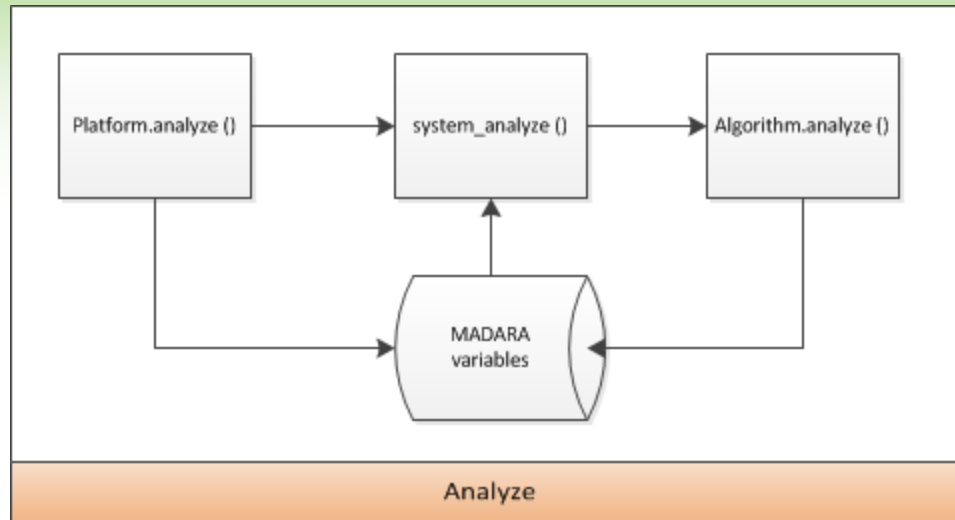 Platform.analyze ()
system_analyze ()
Algorithm.analyze ()
MADARA
variables
Analyze